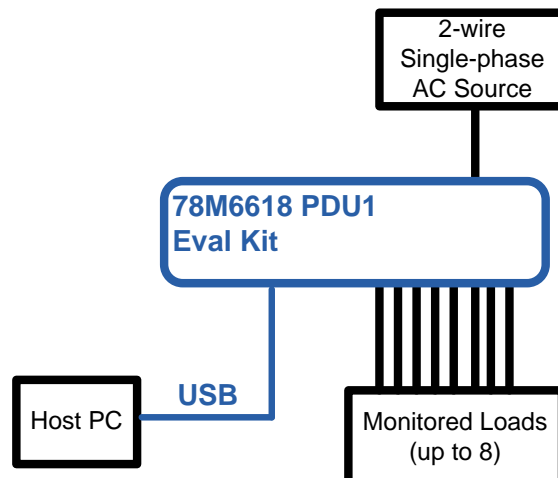 2-wire
Single-phase
AC Source
78M6618 PDU1
Eval Kit
USB
Host PC
Monitored Loads
(up to 8)